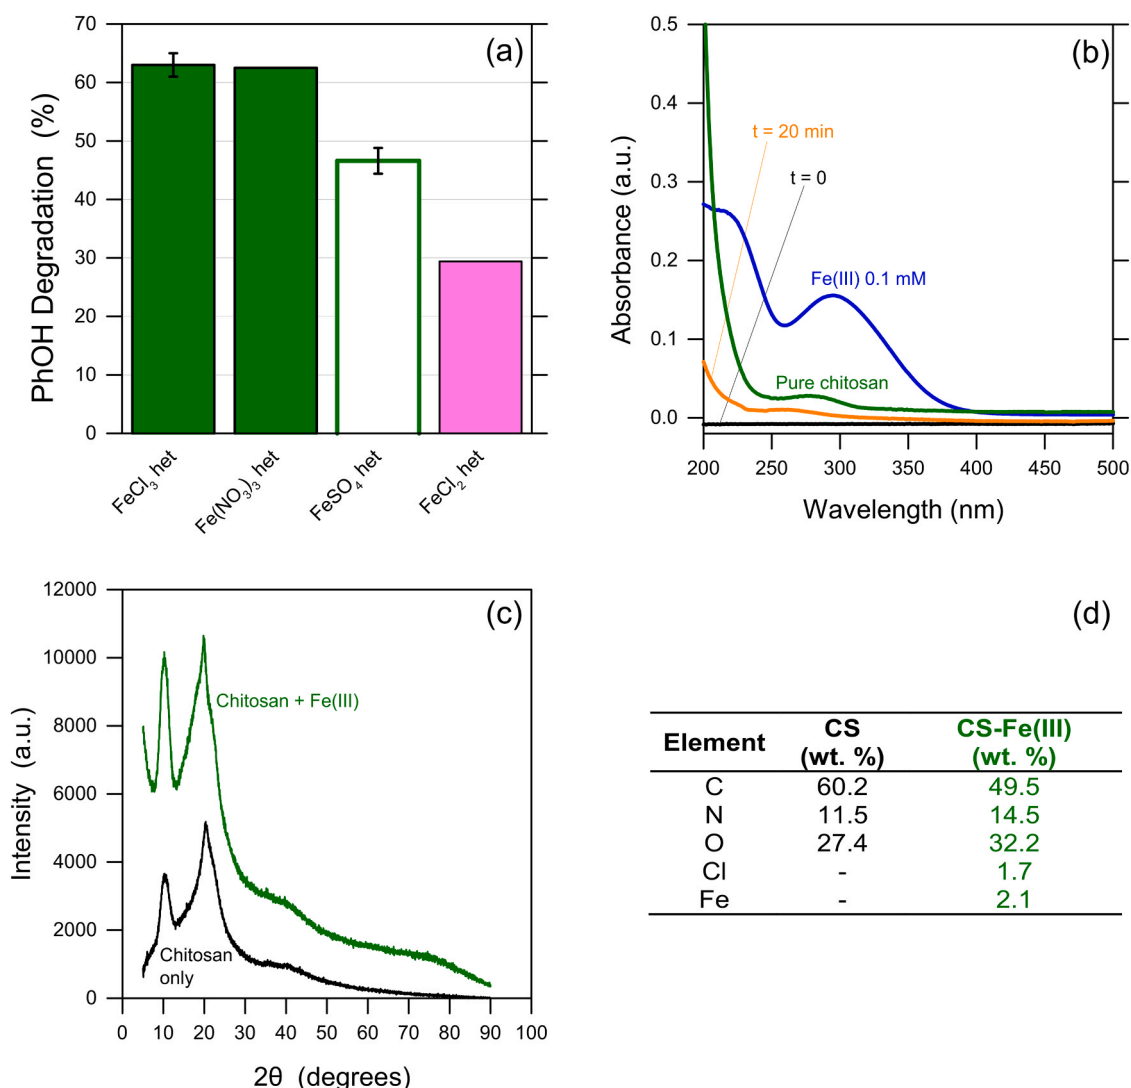 (a)
PhOH Degradation (%)
70
60
50
40
30
20
10
0
FeCl₃ het
Fe(NO₃)₃ het
FeSO₄ het
FeCl₂ het
(b)
Absorbance (a.u.)
0.5
0.4
0.3
0.2
0.1
0.0
t = 20 min
t = 0
Fe(III) 0.1 mM
Pure chitosan
200 250 300 350 400 450 500
Wavelength (nm)
(c)
Intensity (a.u.)
12000
10000
8000
6000
4000
2000
0
Chitosan + Fe(III)
Chitosan
only
0 10 20 30 40 50 60 70 80 90 100
2θ (degrees)
(d)
Element CS (wt. %) CS-Fe(III) (wt. %)
C 60.2 49.5
N 11.5 14.5
O 27.4 32.2
Cl - 1.7
Fe - 2.1